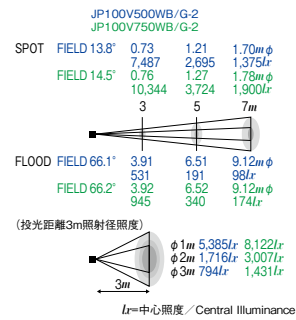 JP100V500WB/G-2
JP100V750WB/G-2
SPOT FIELD 13.8° 0.73 1.21 1.70mφ
7,487 2,695 1,375lx
FIELD 14.5° 0.76 1.27 1.78mφ
10,344 3,724 1,900lx
3 5 7m
FLOOD FIELD 66.1° 3.91 6.51 9.12mφ
531 191 98lx
FIELD 66.2° 3.92 6.52 9.12mφ
945 340 174lx
(投光距離3m照射径照度)
φ1m 5,385lx 8,122lx
φ2m 1,716lx 3,007lx
φ3m 794lx 1,431lx
3m
lx=中心照度/Central Illuminance